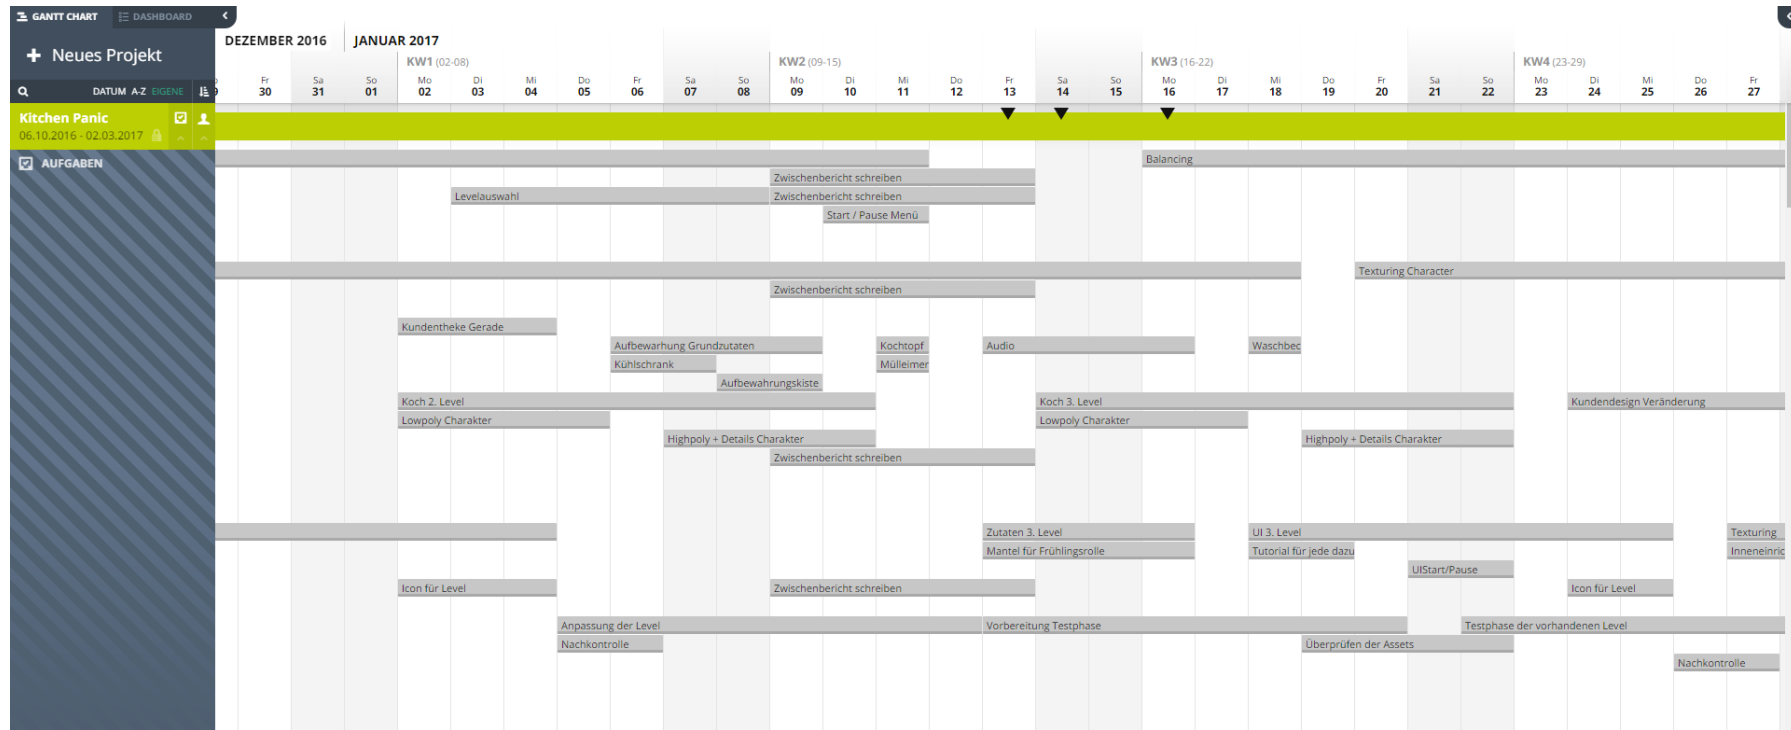 GANTT CHART DASHBOARD
DEZEMBER 2016 JANUAR 2017
Neues Projekt
KW1 (02-08) KW2 (09-15) KW3 (16-22) KW4 (23-29)
Fr Sa So Mo Di Mi Do Fr Sa So Mo Di Mi Do Fr Sa So Mo Di Mi Do Fr Sa So Mo Di Mi Do Fr
DATUM A-Z EIGENE 9 30 31 01 02 03 04 05 06 07 08 09 10 11 12 13 14 15 16 17 18 19 20 21 22 23 24 25 26 27
Kitchen Panic
06.10.2016 - 02.03.2017
AUFGABEN
Balancing
Zwischenbericht schreiben
Levelauswahl Zwischenbericht schreiben
Start / Pause Menü
Texturing Character
Zwischenbericht schreiben
Kundentheke Gerade
Aufbewarhung Grundzutaten Kochtopf Audio Waschbec
Kühlschrank Mülleimer
Aufbewahrungskiste
Koch 2. Level Koch 3. Level Kundendesign Veränderung
Lowpoly Charakter Lowpoly Charakter
Highpoly + Details Charakter Highpoly + Details Charakter
Zwischenbericht schreiben
Zutaten 3. Level UI 3. Level Texturing
Mantel für Frühlingsrolle Tutorial für jede dazu Inneneinric
UIStart/Pause
Icon für Level Zwischenbericht schreiben Icon für Level
Anpassung der Level Vorbereitung Testphase Testphase der vorhandenen Level
Nachkontrolle Überprüfen der Assets
Nachkontrolle